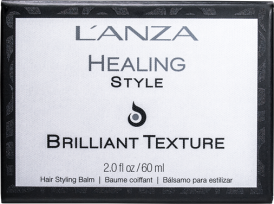 L'ANZA
HEALING
STYLE
BRILLIANT TEXTURE
2.0 fl oz/60 ml
Hair Styling Balm | Baume coiffant | Bálsamo para estilizar